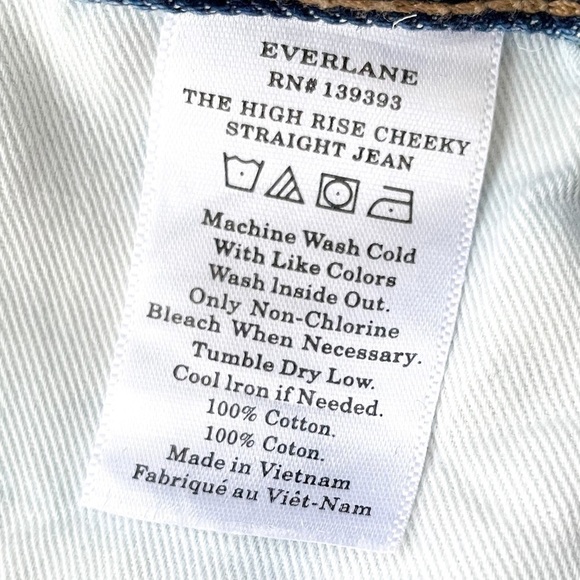 EVERLANE
RN# 139393
THE HIGH RISE CHEEKY
STRAIGHT JEAN
Machine Wash Cold
With Like Colors
Wash Inside Out.
Only Non-Chlorine
Bleach When Necessary.
Tumble Dry Low.
Cool Iron if Needed.
100% Cotton.
100% Coton.
Made in Vietnam
Fabriqué au Viêt-Nam